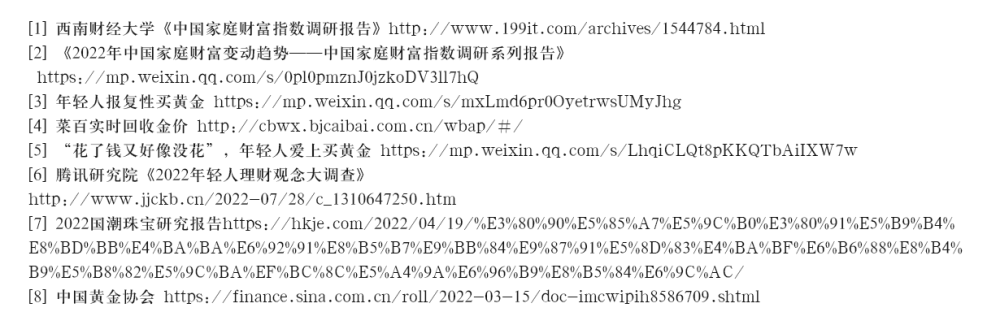 [1] 西南财经大学《中国家庭财富指数调研报告》http://www.199it.com/archives/1544784.html
[2] 《2022年中国家庭财富变动趋势——中国家庭财富指数调研系列报告》
https://mp.weixin.qq.com/s/0pl0pmznJ0jzkoDV3ll7hQ
[3] 年轻人报复性买黄金 https://mp.weixin.qq.com/s/mxLmd6pr0OyetrwsUMyJhg
[4] 菜百实时回收金价 http://cbwx.bjcaibai.com.cn/wbap/#/
[5] “花了钱又好像没花”，年轻人爱上买黄金 https://mp.weixin.qq.com/s/LhqiCLQt8pKKQTbAiIXW7w
[6] 腾讯研究院《2022年轻人理财观念大调查》
http://www.jjckb.cn/2022-07/28/c_1310647250.htm
[7] 2022国潮珠宝研究报告https://hkje.com/2022/04/19/%E3%80%90%E5%85%A7%E5%9C%B0%E3%80%91%E5%B9%B4%
E8%BD%BB%E4%BA%BA%E6%92%91%E8%B5%B7%E9%BB%84%E9%87%91%E5%8D%83%E4%BA%BF%E6%B6%88%E8%B4%
B9%E5%B8%82%E5%9C%BA%EF%BC%8C%E5%A4%9A%E6%96%B9%E8%B5%84%E6%9C%AC/
[8] 中国黄金协会 https://finance.sina.com.cn/roll/2022-03-15/doc-imcwipih8586709.shtml